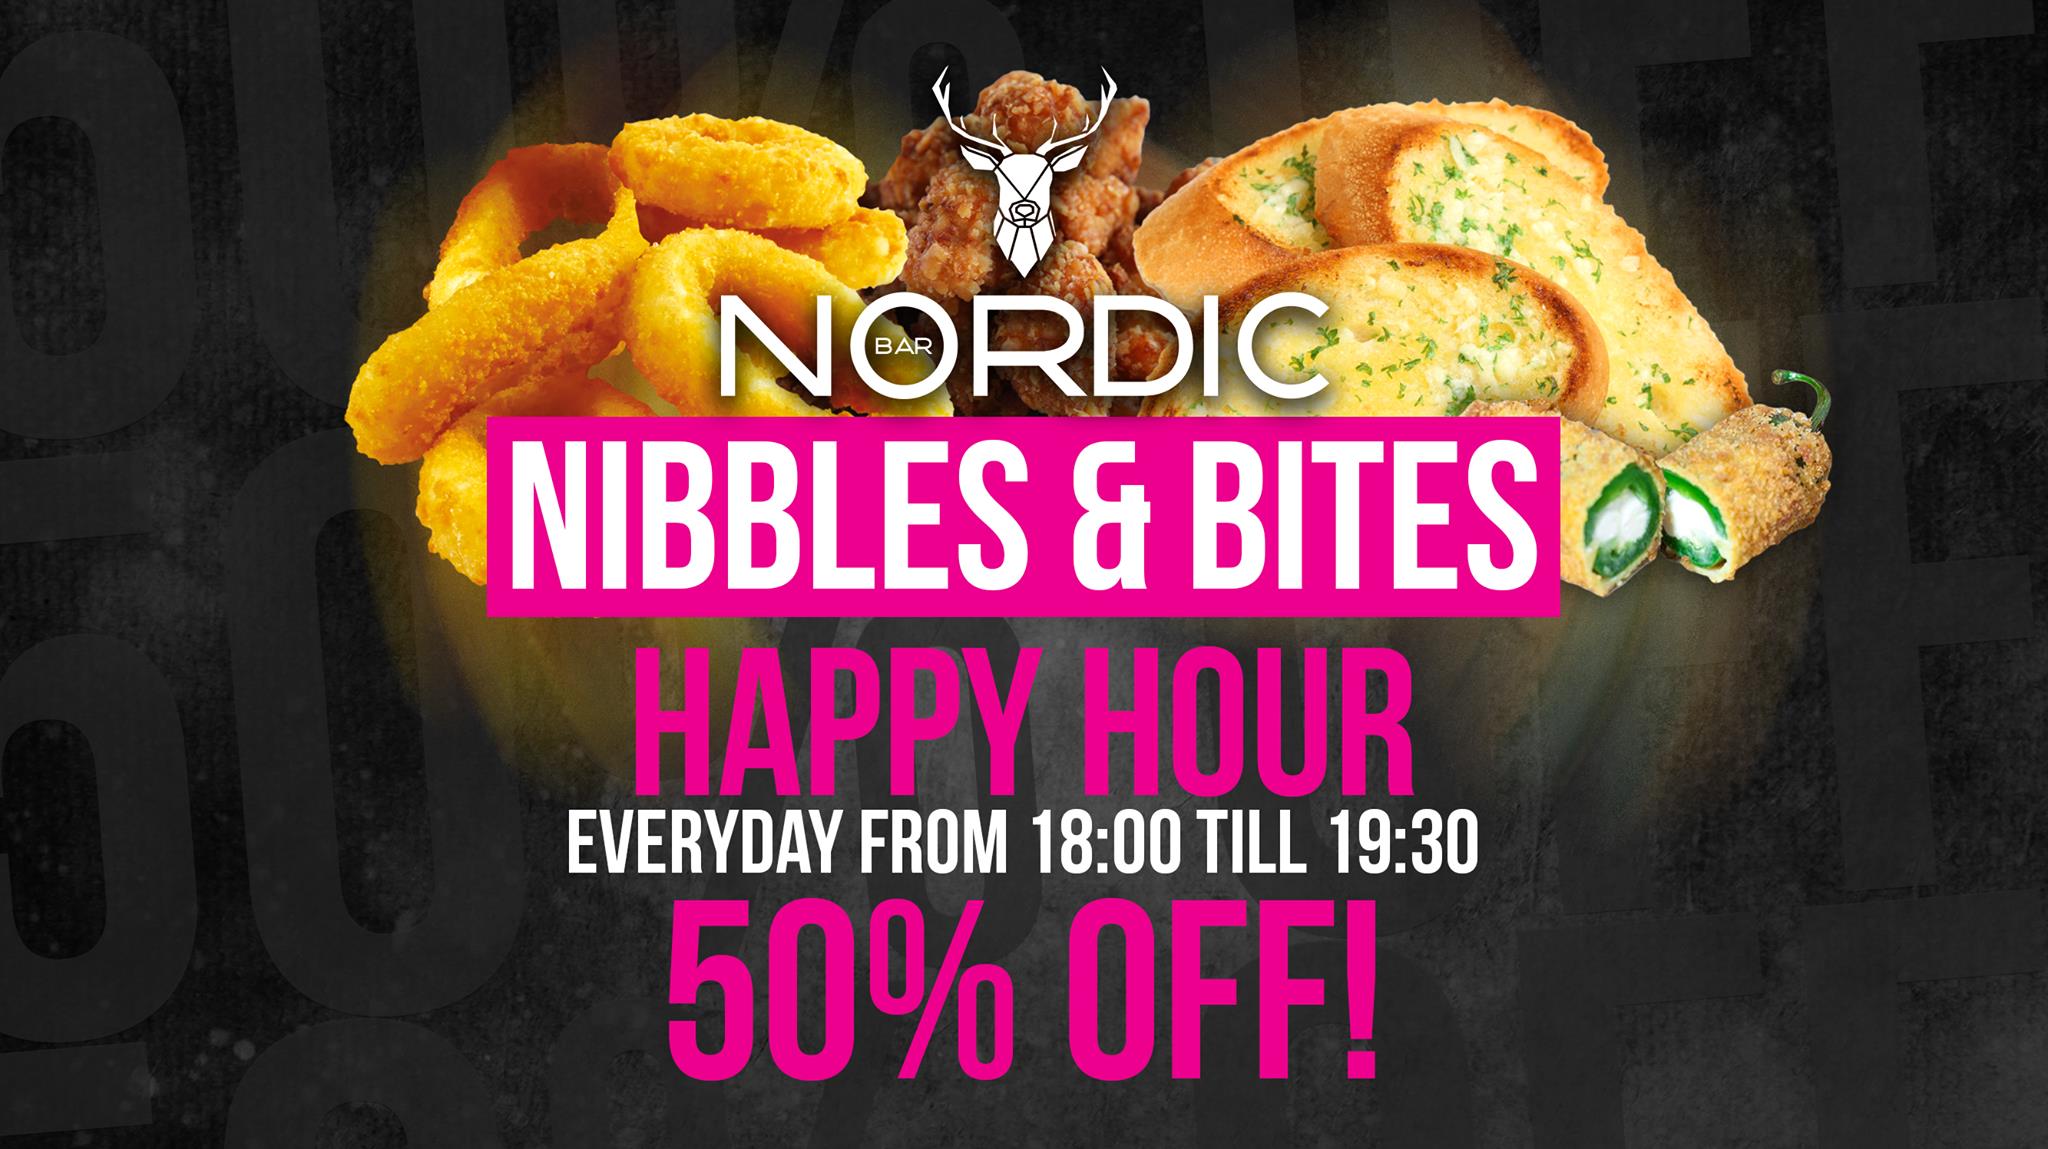 NORDIC
BAR
NIBBLES & BITES
HAPPY HOUR
EVERYDAY FROM 18:00 TILL 19:30
50% OFF!